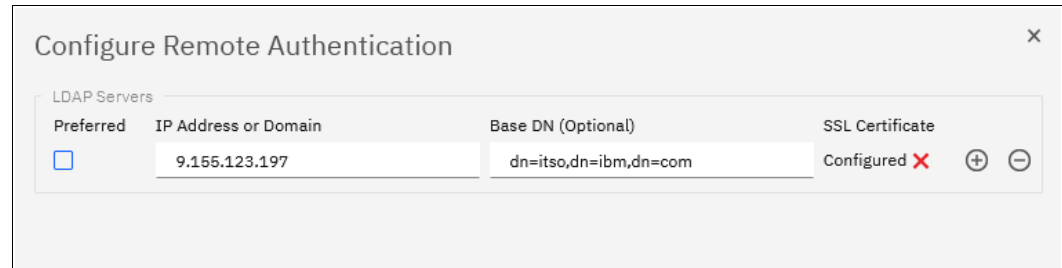 Configure Remote Authentication
LDAP Servers
Preferred IP Address or Domain Base DN (Optional) SSL Certificate
9.155.123.197 dn=itso,dn=ibm,dn=com Configured